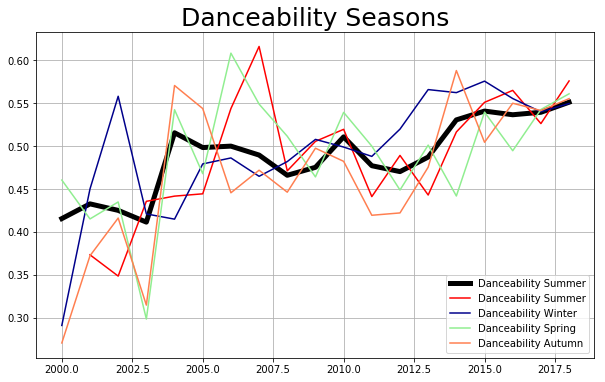 Danceability Seasons
0.60
0.55
0.50
0.45
0.40
0.35
0.30
2000.0 2002.5 2005.0 2007.5 2010.0 2012.5 2015.0 2017.5
Danceability Summer
Danceability Summer
Danceability Winter
Danceability Spring
Danceability Autumn